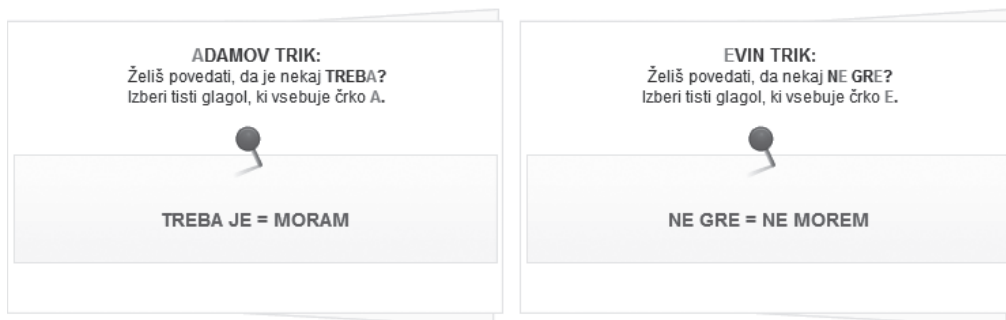 ADAMOV TRIK:
Želiš povedati, da je nekaj TREBA?
Izberi tisti glagol, ki vsebuje črko A.
TREBA JE = MORAM
EVIN TRIK:
Želiš povedati, da nekaj NE GRE?
Izberi tisti glagol, ki vsebuje črko E.
NE GRE = NE MOREM